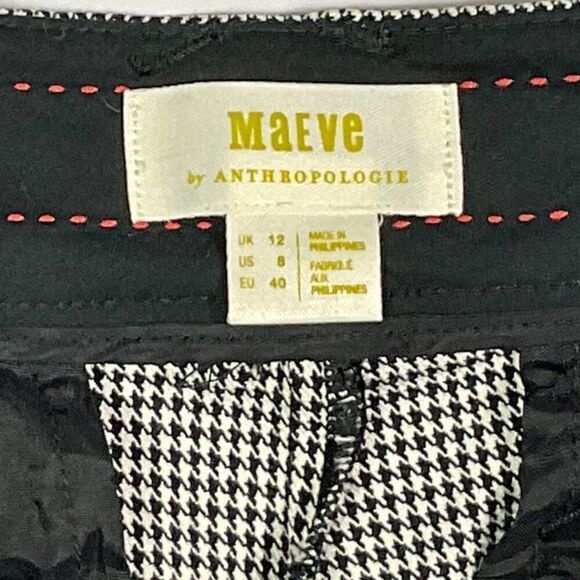 MaEVe
by ANTHROPOLOGIE
UK 12
US 8
EU 40
MADE IN
PHILIPPINES
FABRIQUÉ
AUX
PHILIPPINES